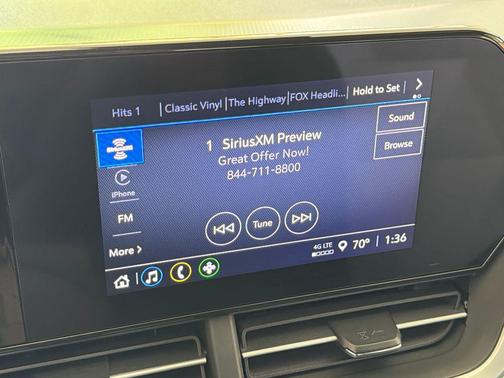 Hits 1 | Classic Vinyl | The Highway | FOX Headli... | Hold to Set
SIRIUSXM
iPhone
FM
More
1 SiriusXM Preview
Great Offer Now!
844-711-8800
Sound
Browse
Tune
4G LTE 70° 1:36